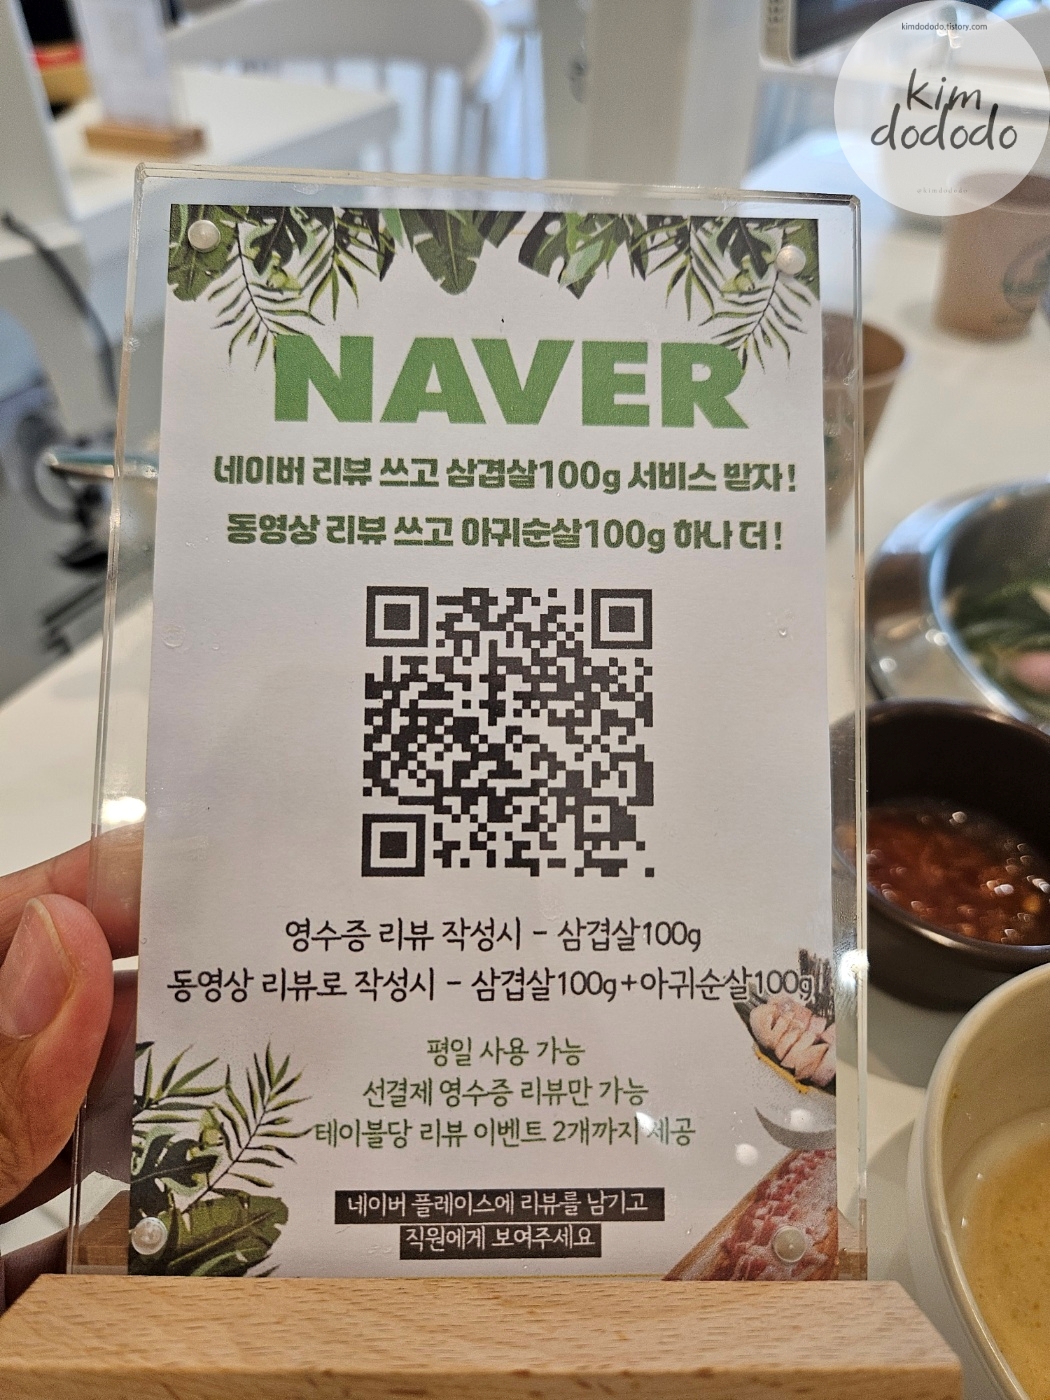 kimdododo.tistory.com
kim
dododo
@kimdododo
NAVER
네이버 리뷰 쓰고 삼겹살100g 서비스 받자!
동영상 리뷰 쓰고 아귀순살100g 하나 더!
영수증 리뷰 작성시 - 삼겹살100g
동영상 리뷰로 작성시 - 삼겹살100g+아귀순살100g
평일 사용 가능
선결제 영수증 리뷰만 가능
테이블당 리뷰 이벤트 2개까지 제공
네이버 플레이스에 리뷰를 남기고
직원에게 보여주세요